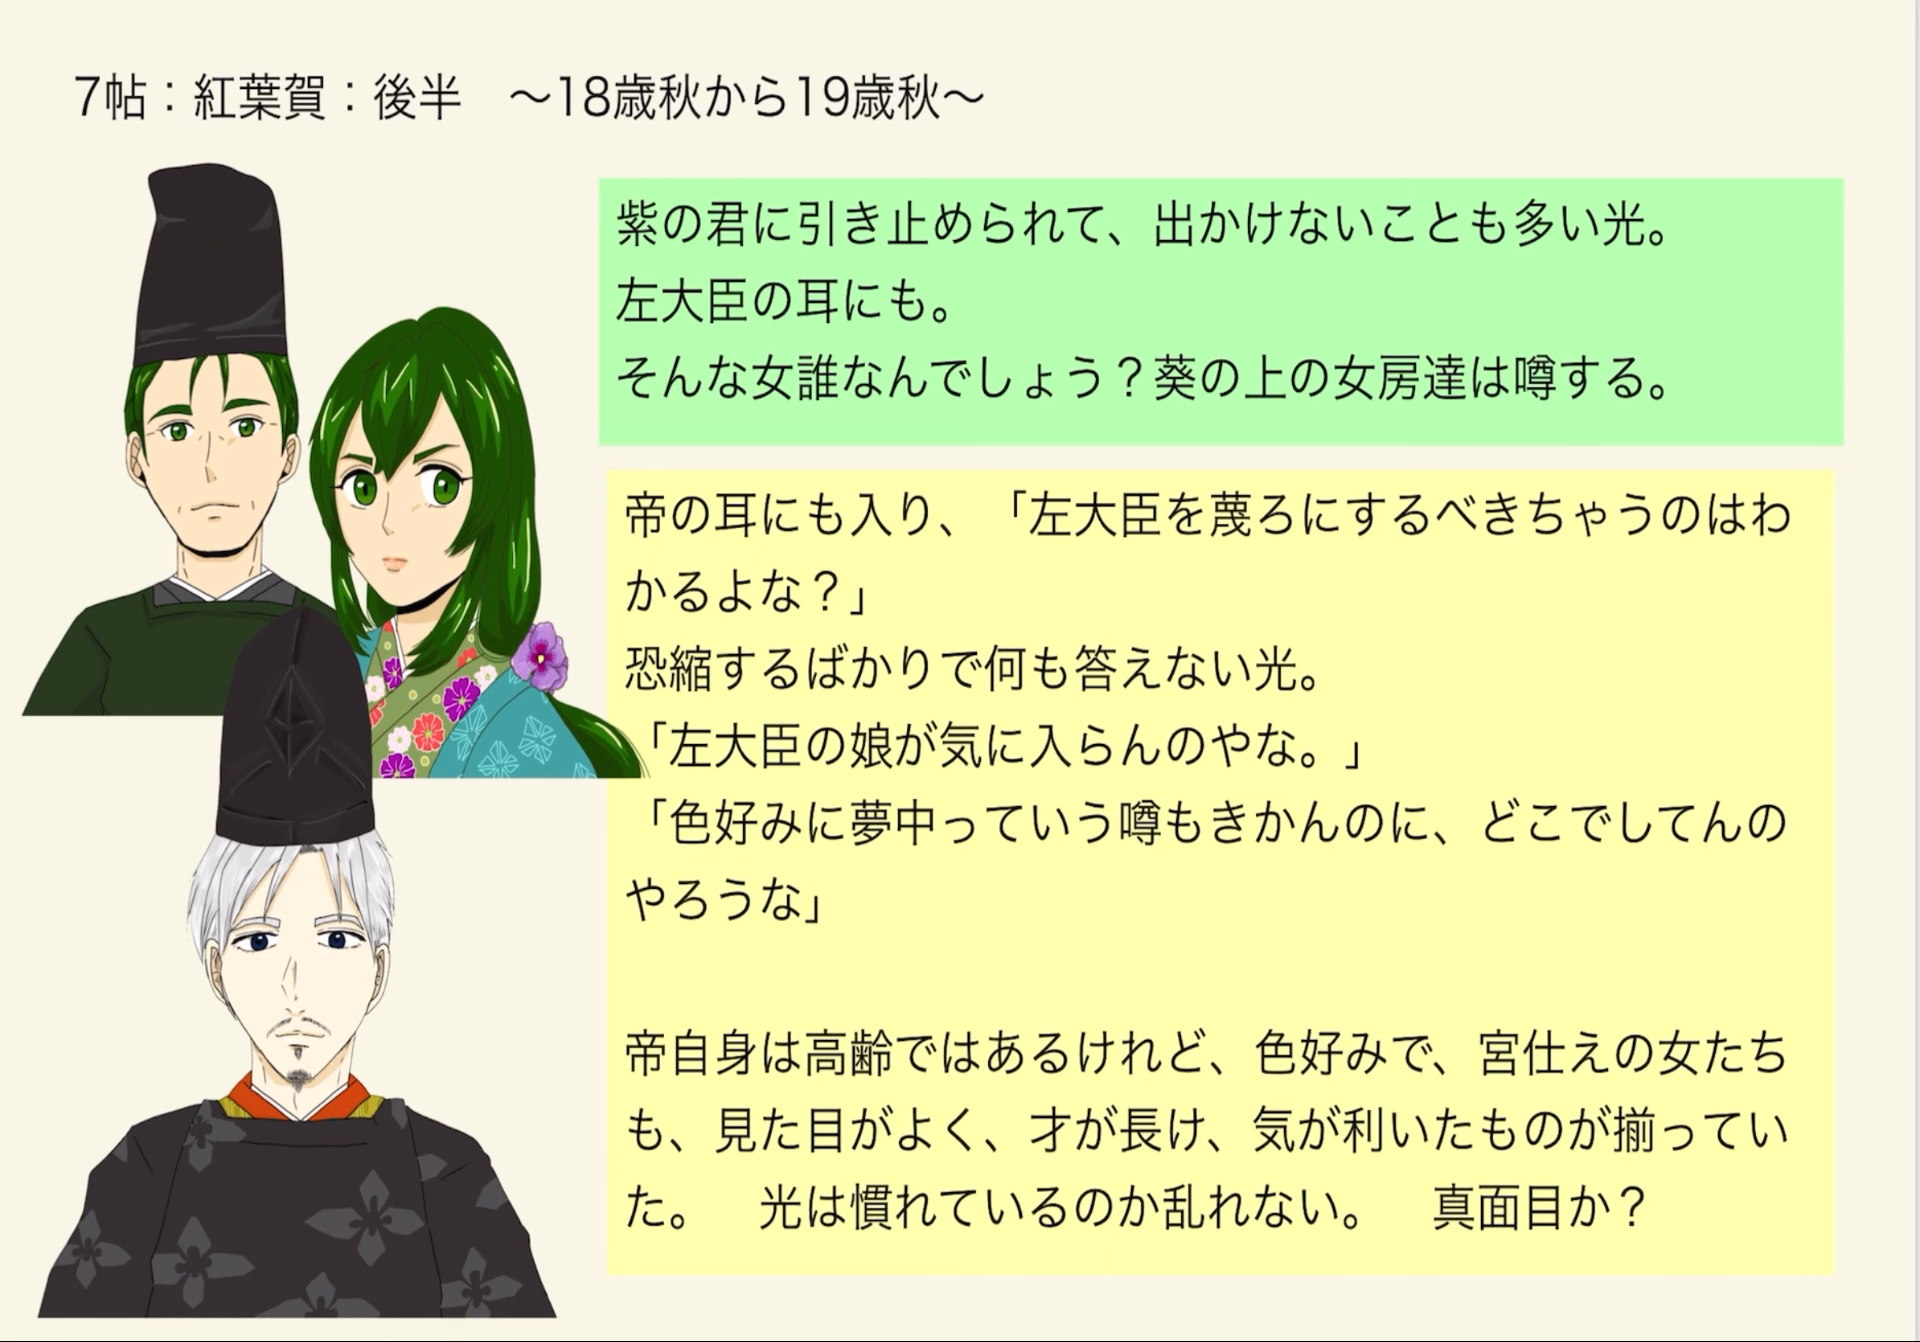 7帖：紅葉賀：後半　〜18歳秋から19歳秋〜
紫の君に引き止められて、出かけないことも多い光。
左大臣の耳にも。
そんな女誰なんでしょう？葵の上の女房達は噂する。
帝の耳にも入り、「左大臣を蔑ろにするべきちゃうのはわ
かるよな？」
恐縮するばかりで何も答えない光。
「左大臣の娘が気に入らんのやな。」
「色好みに夢中っていう噂もきかんのに、どこでしてんの
やろうな」
帝自身は高齢ではあるけれど、色好みで、宮仕えの女たち
も、見た目がよく、才が長け、気が利いたものが揃ってい
た。　光は慣れているのか乱れない。　真面目か？